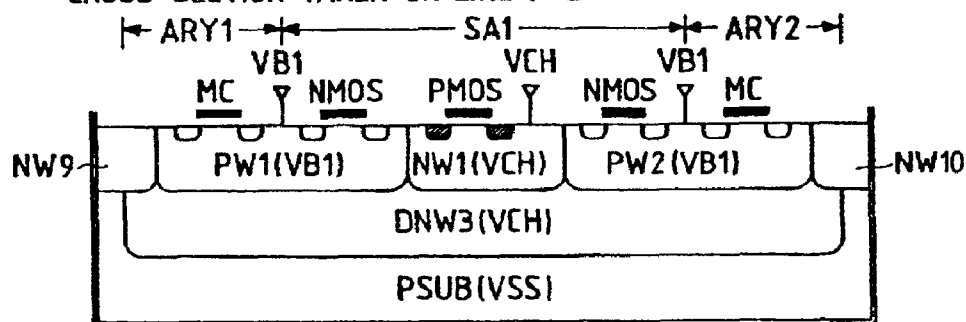 ARY1 SA1 ARY2
VB1 VCH VB1
MC NMOS PMOS NMOS MC
NW9 PW1(VB1) NW1(VCH) PW2(VB1) NW10
DNW3(VCH)
PSUB(VSS)